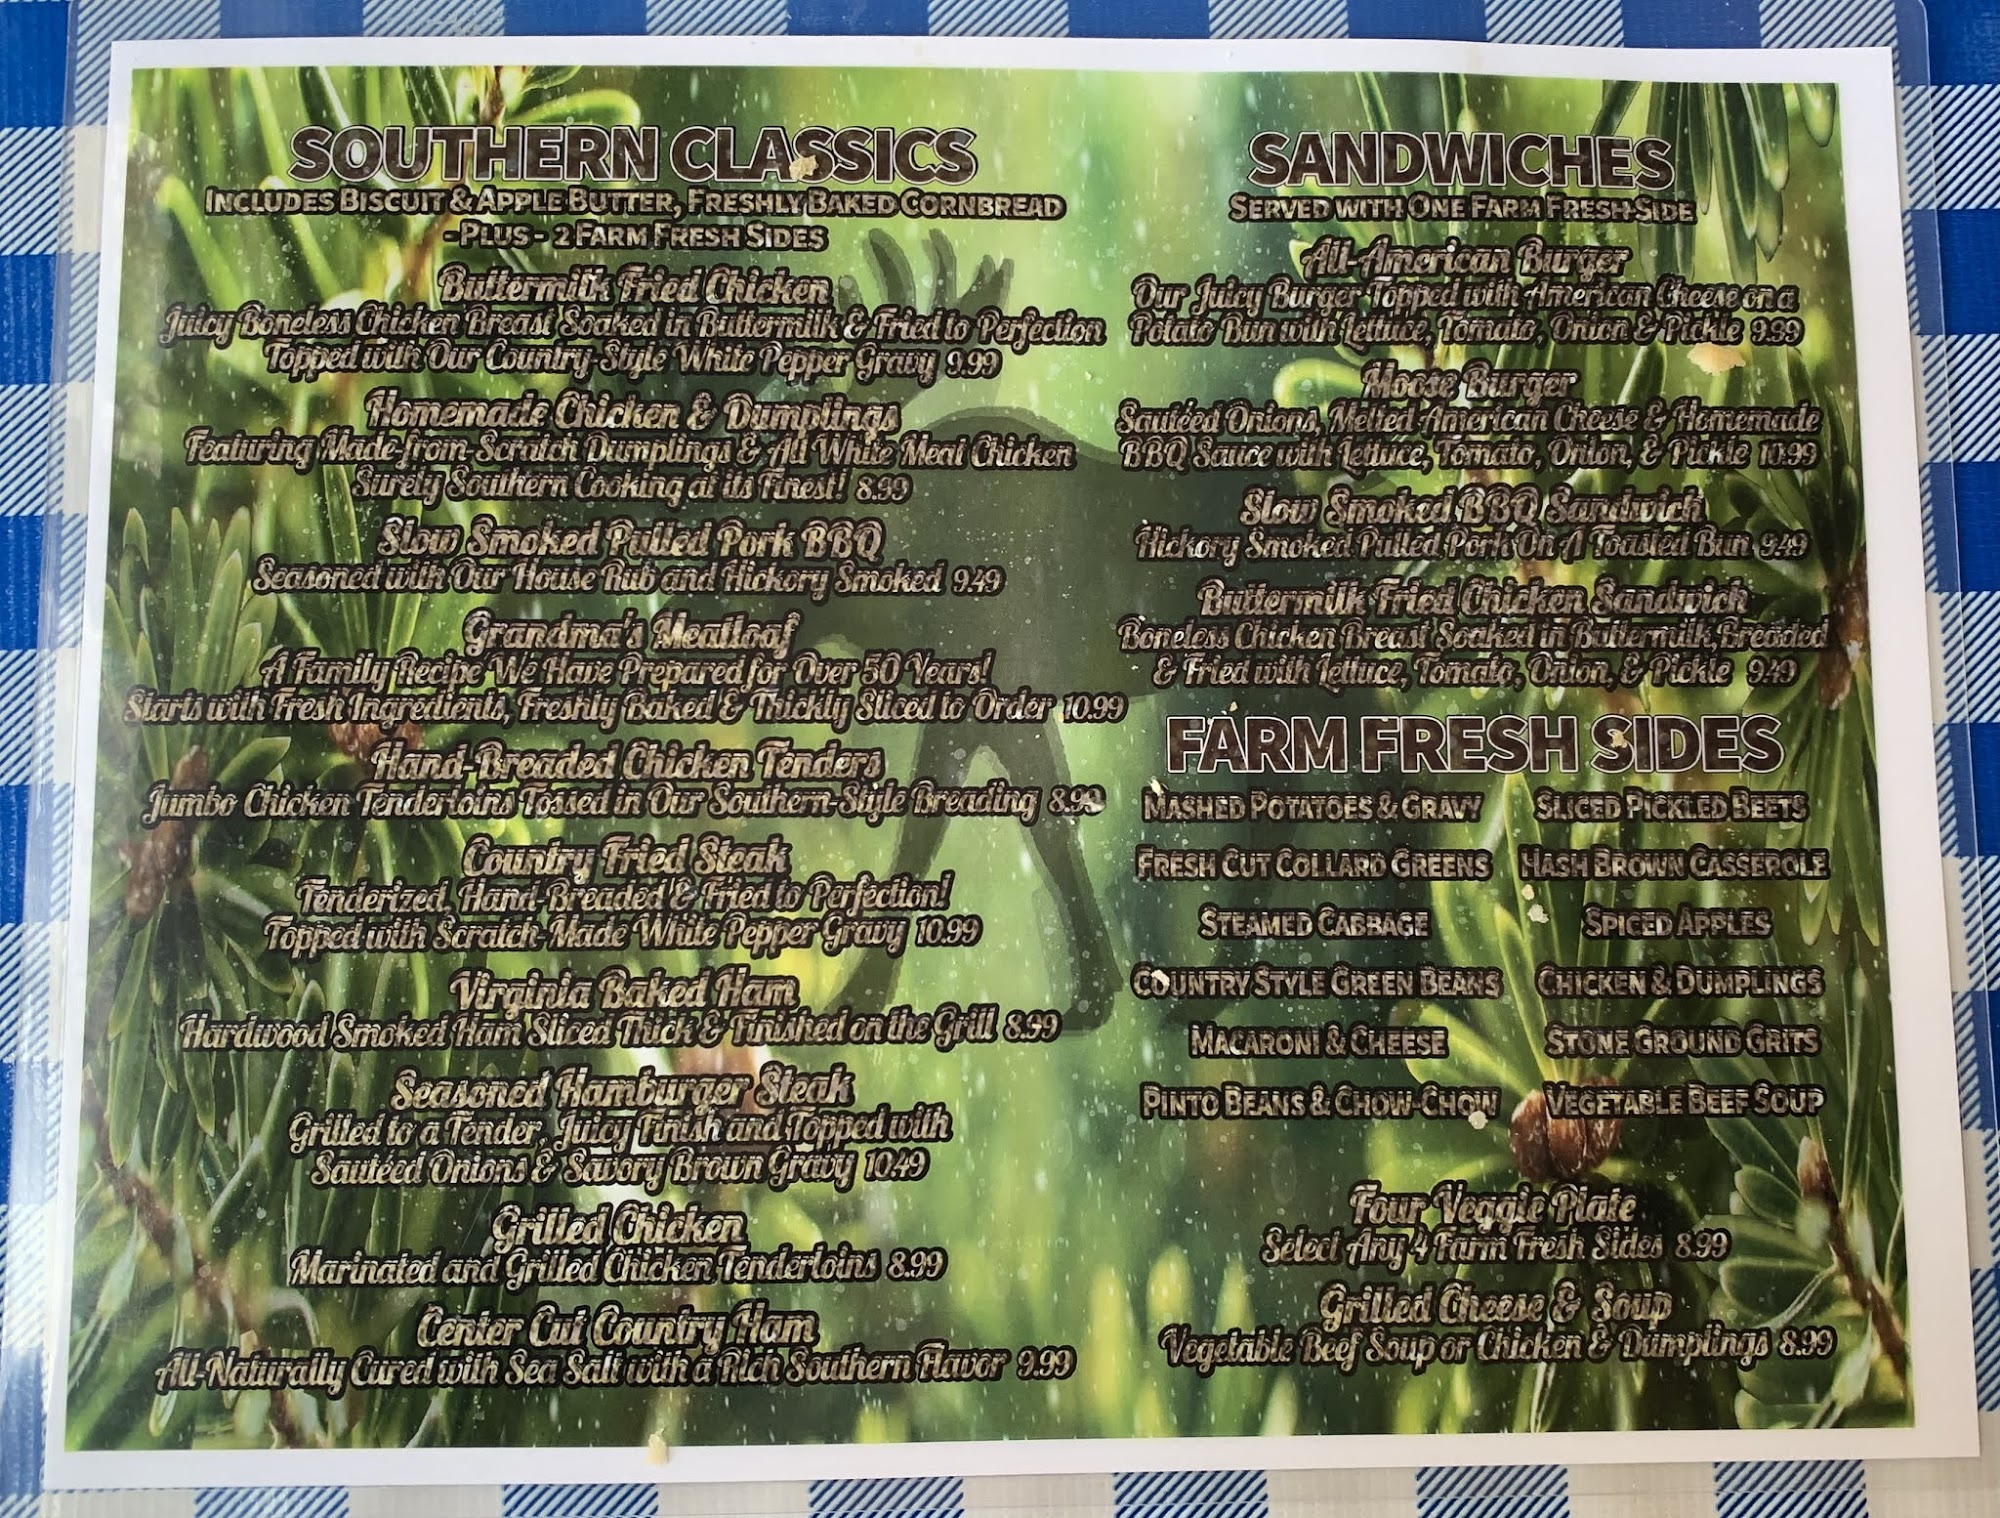 SOUTHERN CLASSICS
INCLUDES BISCUIT & APPLE BUTTER, FRESHLY BAKED CORNBREAD
-PLUS- 2 FARM FRESH SIDES
Buttermilk Fried Chicken
Juicy Boneless Chicken Breast Soaked in Buttermilk & Fried to Perfection
Topped with Our Country-Style White Pepper Gravy 9.99
Homemade Chicken & Dumplings
Featuring Made-from-Scratch Dumplings & All White Meat Chicken
Surely Southern Cooking at its Finest! 8.99
Slow Smoked Pulled Pork BBQ
Seasoned with Our House Rub and Hickory Smoked 9.49
Grandma's Meatloaf
A Family Recipe We Have Prepared for Over 50 Years!
Starts with Fresh Ingredients, Freshly Baked & Thickly Sliced to Order 10.99
Hand-Breaded Chicken Tenders
Jumbo Chicken Tenderloins Tossed in Our Southern-Style Breading 8.99
Country Fried Steak
Tenderized, Hand-Breaded & Fried to Perfection!
Topped with Scratch-Made White Pepper Gravy 10.99
Virginia Baked Ham
Hardwood Smoked Ham Sliced Thick & Finished on the Grill 8.99
Seasoned Hamburger Steak
Grilled to a Tender, Juicy Finish and Topped with
Sautéed Onions & Savory Brown Gravy 10.49
Grilled Chicken
Marinated and Grilled Chicken Tenderloins 8.99
Center Cut Country Ham
All-Naturally Cured with Sea Salt with a Rich Southern Flavor 9.99
SANDWICHES
SERVED WITH ONE FARM FRESH SIDE
All-American Burger
Our Juicy Burger Topped with American Cheese on a
Potato Bun with Lettuce, Tomato, Onion & Pickle 9.99
Moose Burger
Sautéed Onions, Melted American Cheese & Homemade
BBQ Sauce with Lettuce, Tomato, Onion, & Pickle 10.99
Slow Smoked BBQ Sandwich
Hickory Smoked Pulled Pork On A Toasted Bun 9.49
Buttermilk Fried Chicken Sandwich
Boneless Chicken Breast Soaked in Buttermilk, Breaded
& Fried with Lettuce, Tomato, Onion, & Pickle 9.49
FARM FRESH SIDES
MASHED POTATOES & GRAVY SLICED PICKLED BEETS
FRESH CUT COLLARD GREENS HASH BROWN CASSEROLE
STEAMED CABBAGE SPICED APPLES
COUNTRY STYLE GREEN BEANS CHICKEN & DUMPLINGS
MACARONI & CHEESE STONE GROUND GRITS
PINTO BEANS & CHOW-CHOW VEGETABLE BEEF SOUP
Four Veggie Plate
Select Any 4 Farm Fresh Sides 8.99
Grilled Cheese & Soup
Vegetable Beef Soup or Chicken & Dumplings 8.99